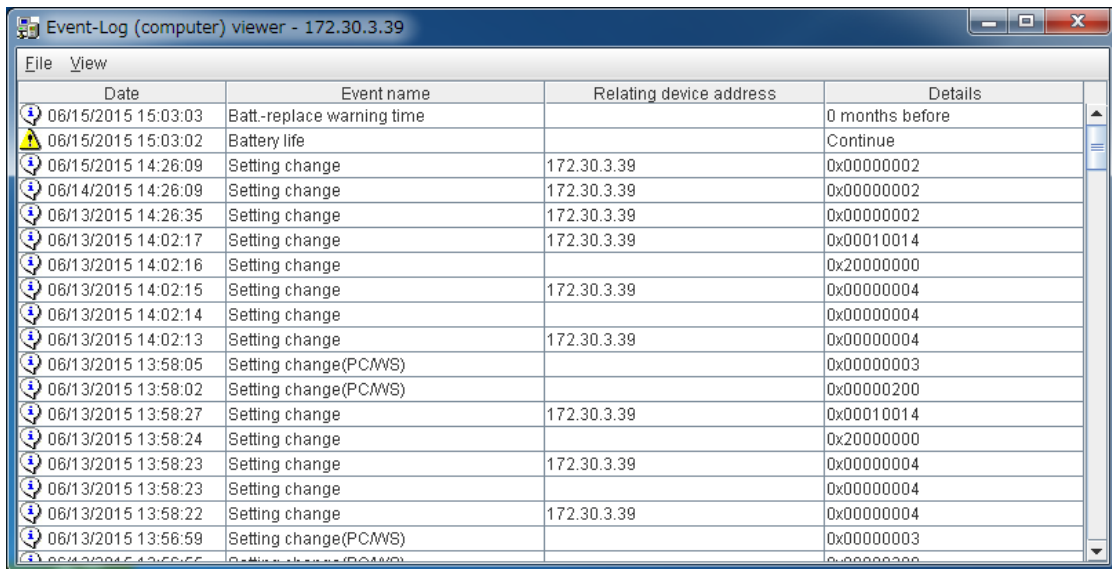 Event-Log (computer) viewer - 172.30.3.39
File View
Date Event name Relating device address Details
06/15/2015 15:03:03 Batt.-replace warning time 0 months before
06/15/2015 15:03:02 Battery life Continue
06/15/2015 14:26:09 Setting change 172.30.3.39 0x00000002
06/14/2015 14:26:09 Setting change 172.30.3.39 0x00000002
06/13/2015 14:26:35 Setting change 172.30.3.39 0x00000002
06/13/2015 14:02:17 Setting change 172.30.3.39 0x00010014
06/13/2015 14:02:16 Setting change 0x20000000
06/13/2015 14:02:15 Setting change 172.30.3.39 0x00000004
06/13/2015 14:02:14 Setting change 0x00000004
06/13/2015 14:02:13 Setting change 172.30.3.39 0x00000004
06/13/2015 13:58:05 Setting change(PC/WS) 0x00000003
06/13/2015 13:58:02 Setting change(PC/WS) 0x00000200
06/13/2015 13:58:27 Setting change 172.30.3.39 0x00010014
06/13/2015 13:58:24 Setting change 0x20000000
06/13/2015 13:58:23 Setting change 172.30.3.39 0x00000004
06/13/2015 13:58:23 Setting change 0x00000004
06/13/2015 13:58:22 Setting change 172.30.3.39 0x00000004
06/13/2015 13:56:59 Setting change(PC/WS) 0x00000003